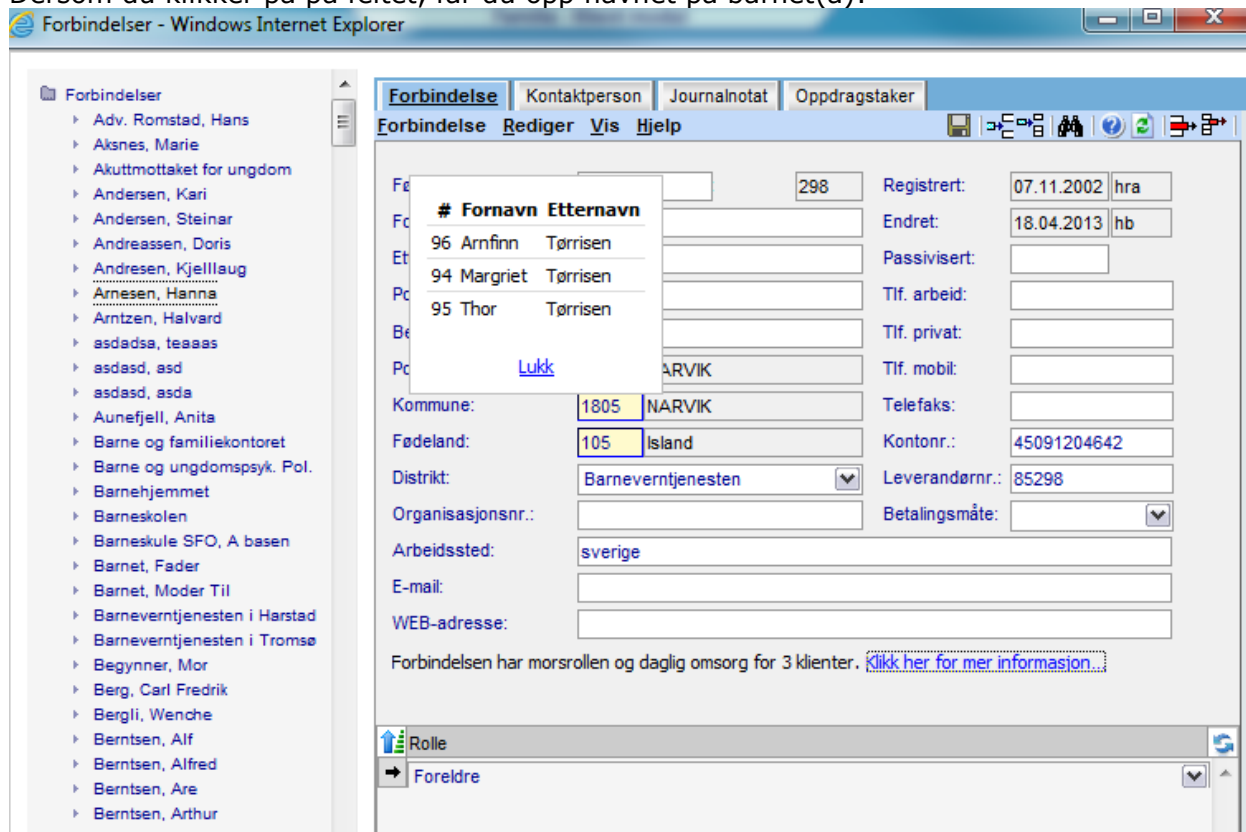 Dersom du klikker på på feltet, får du opp navnet på barnet(a).
Forbindelser - Windows Internet Explorer
Forbindelser
Adv. Romstad, Hans
Aksnes, Marie
Akuttmottaket for ungdom
Andersen, Kari
Andersen, Steinar
Andreassen, Doris
Andresen, Kjelllaug
Arnesen, Hanna
Arntzen, Halvard
asdadsa, teaaas
asdasd, asd
asdasd, asda
Aunefjell, Anita
Barne og familiekontoret
Barne og ungdomspsyk. Pol.
Barnehjemmet
Barneskolen
Barneskule SFO, A basen
Barnet, Fader
Barnet, Moder Til
Barneverntjenesten i Harstad
Barneverntjenesten i Tromsø
Begynner, Mor
Berg, Carl Fredrik
Bergli, Wenche
Berntsen, Alf
Berntsen, Alfred
Berntsen, Are
Berntsen, Arthur
Forbindelse Kontaktperson Journalnotat Oppdragstaker
Forbindelse Rediger Vis Hjelp
298 Registrert: 07.11.2002 hra
# Fornavn Etternavn
96 Arnfinn Tørrisen
94 Margriet Tørrisen
95 Thor Tørrisen
Lukk
Endret: 18.04.2013 hb
Passivisert:
Tlf. arbeid:
Tlf. privat:
Tlf. mobil:
Kommune: 1805 NARVIK Telefaks:
Fødeland: 105 Island Kontonr.: 45091204642
Distrikt: Barneverntjenesten Leverandørnr.: 85298
Organisasjonsnr.: Betalingsmåte:
Arbeidssted: sverige
E-mail:
WEB-adresse:
Forbindelsen har morsrollen og daglig omsorg for 3 klienter. Klikk her for mer informasjon...
Rolle
Foreldre